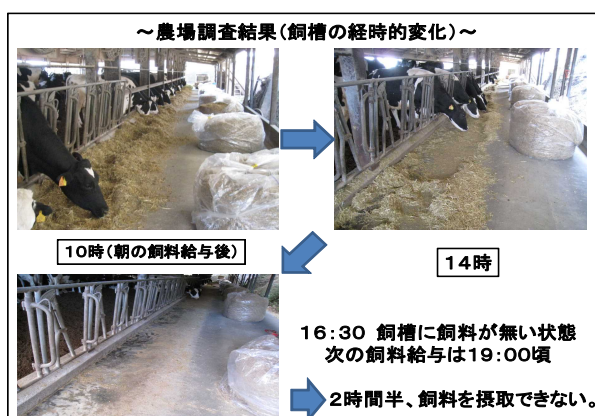 ～農場調査結果(飼槽の経時的変化)～
10時(朝の飼料給与後)
14時
16:30 飼槽に飼料が無い状態
次の飼料給与は19:00頃
2時間半、飼料を摂取できない。